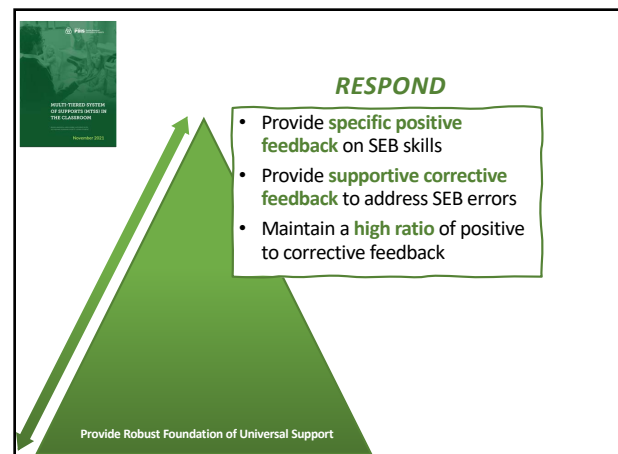 PBIS
MULTI-TIERED SYSTEM
OF SUPPORTS (MTSS) IN
THE CLASSROOM
November 2022
RESPOND
• Provide specific positive
feedback on SEB skills
• Provide supportive corrective
feedback to address SEB errors
• Maintain a high ratio of positive
to corrective feedback
Provide Robust Foundation of Universal Support